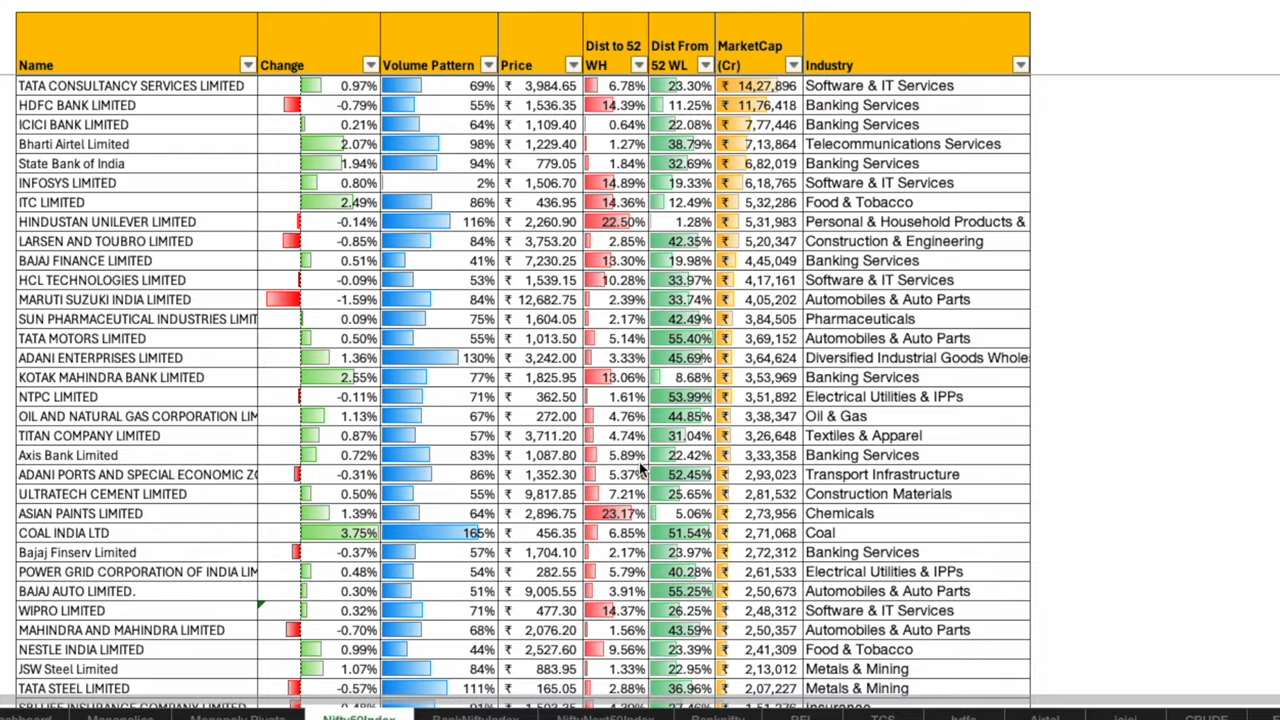 Dist to 52 Dist From MarketCap
Name Change Volume Pattern Price WH 52 WL (Cr) Industry
TATA CONSULTANCY SERVICES LIMITED 0.97% 69% ₹ 3,984.65 6.78% 23.30% ₹ 14,27,896 Software & IT Services
HDFC BANK LIMITED -0.79% 55% ₹ 1,536.35 14.39% 11.25% ₹ 11,76,418 Banking Services
ICICI BANK LIMITED 0.21% 64% ₹ 1,109.40 0.64% 22.08% ₹ 7,77,446 Banking Services
Bharti Airtel Limited 2.07% 98% ₹ 1,229.40 1.27% 38.79% ₹ 7,13,864 Telecommunications Services
State Bank of India 1.94% 94% ₹ 779.05 1.84% 32.69% ₹ 6,82,019 Banking Services
INFOSYS LIMITED 0.80% 2% ₹ 1,506.70 14.89% 19.33% ₹ 6,18,765 Software & IT Services
ITC LIMITED 2.49% 86% ₹ 436.95 14.36% 12.49% ₹ 5,32,286 Food & Tobacco
HINDUSTAN UNILEVER LIMITED -0.14% 116% ₹ 2,260.90 22.50% 1.28% ₹ 5,31,983 Personal & Household Products &
LARSEN AND TOUBRO LIMITED -0.85% 84% ₹ 3,753.20 2.85% 42.35% ₹ 5,20,347 Construction & Engineering
BAJAJ FINANCE LIMITED 0.51% 41% ₹ 7,230.25 13.30% 19.98% ₹ 4,45,049 Banking Services
HCL TECHNOLOGIES LIMITED -0.09% 53% ₹ 1,539.15 10.28% 33.97% ₹ 4,17,161 Software & IT Services
MARUTI SUZUKI INDIA LIMITED -1.59% 84% ₹ 12,682.75 2.39% 33.74% ₹ 4,05,202 Automobiles & Auto Parts
SUN PHARMACEUTICAL INDUSTRIES LIMIT 0.09% 75% ₹ 1,604.05 2.17% 42.49% ₹ 3,84,505 Pharmaceuticals
TATA MOTORS LIMITED 0.50% 55% ₹ 1,013.50 5.14% 55.40% ₹ 3,69,152 Automobiles & Auto Parts
ADANI ENTERPRISES LIMITED 1.36% 130% ₹ 3,242.00 3.33% 45.69% ₹ 3,64,624 Diversified Industrial Goods Whole
KOTAK MAHINDRA BANK LIMITED 2.55% 77% ₹ 1,825.95 13.06% 8.68% ₹ 3,53,969 Banking Services
NTPC LIMITED -0.11% 71% ₹ 362.50 1.61% 53.99% ₹ 3,51,892 Electrical Utilities & IPPs
OIL AND NATURAL GAS CORPORATION LIM 1.13% 67% ₹ 272.00 4.76% 44.85% ₹ 3,38,347 Oil & Gas
TITAN COMPANY LIMITED 0.87% 57% ₹ 3,711.20 4.74% 31.04% ₹ 3,26,648 Textiles & Apparel
Axis Bank Limited 0.72% 83% ₹ 1,087.80 5.89% 22.42% ₹ 3,33,358 Banking Services
ADANI PORTS AND SPECIAL ECONOMIC ZO -0.31% 86% ₹ 1,352.30 5.37% 52.45% ₹ 2,93,023 Transport Infrastructure
ULTRATECH CEMENT LIMITED 0.50% 55% ₹ 9,817.85 7.21% 25.65% ₹ 2,81,532 Construction Materials
ASIAN PAINTS LIMITED 1.39% 64% ₹ 2,896.75 23.17% 5.06% ₹ 2,73,956 Chemicals
COAL INDIA LTD 3.75% 165% ₹ 456.35 6.85% 51.54% ₹ 2,71,068 Coal
Bajaj Finserv Limited -0.37% 57% ₹ 1,704.10 2.17% 23.97% ₹ 2,72,312 Banking Services
POWER GRID CORPORATION OF INDIA LIM 0.48% 54% ₹ 282.55 5.79% 40.28% ₹ 2,61,533 Electrical Utilities & IPPs
BAJAJ AUTO LIMITED. 0.30% 51% ₹ 9,005.55 3.91% 55.25% ₹ 2,50,673 Automobiles & Auto Parts
WIPRO LIMITED 0.32% 71% ₹ 477.30 14.37% 26.25% ₹ 2,48,312 Software & IT Services
MAHINDRA AND MAHINDRA LIMITED -0.70% 68% ₹ 2,076.20 1.56% 43.59% ₹ 2,50,357 Automobiles & Auto Parts
NESTLE INDIA LIMITED 0.99% 44% ₹ 2,527.60 9.56% 23.39% ₹ 2,41,309 Food & Tobacco
JSW Steel Limited 1.07% 84% ₹ 883.95 1.33% 22.95% ₹ 2,13,012 Metals & Mining
TATA STEEL LIMITED -0.57% 111% ₹ 165.05 2.88% 36.96% ₹ 2,07,227 Metals & Mining
Nifty50Index